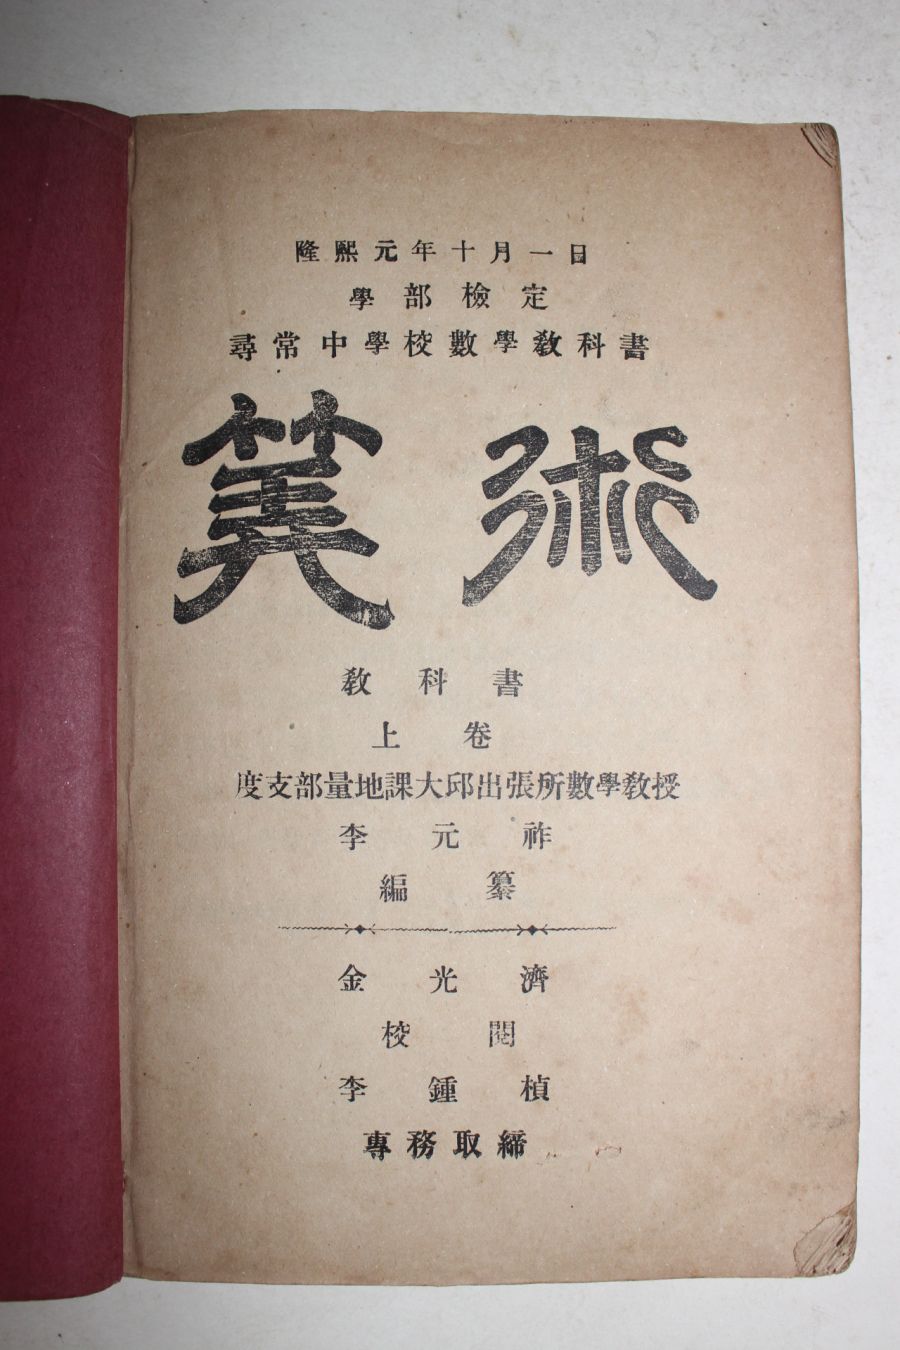 隆熙元年十月一日
學部檢定
尋常中學校數學教科書
筭術
教科書
上卷
度支部量地課大邱出張所數學教授
李元祚
編纂
金光濟
校閱
李鍾楨
專務取締